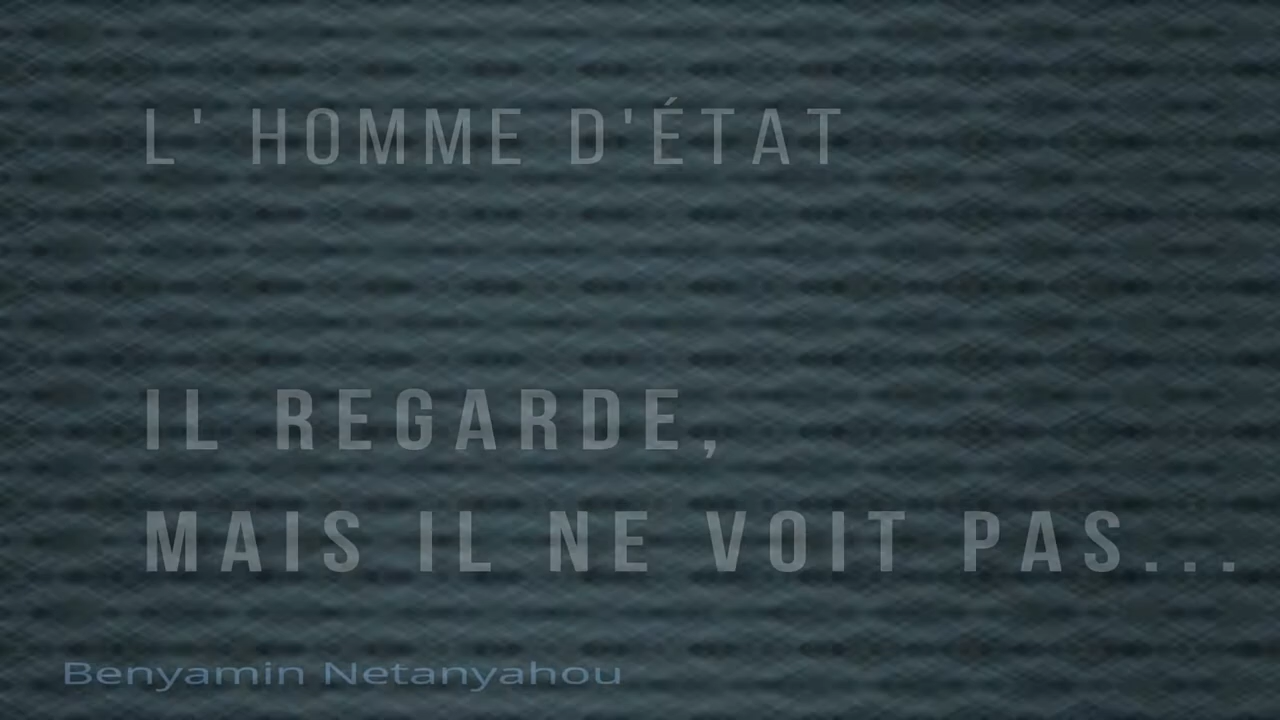 L' HOMME D'ÉTAT
IL REGARDE,
MAIS IL NE VOIT PAS...
Benyamin Netanyahou